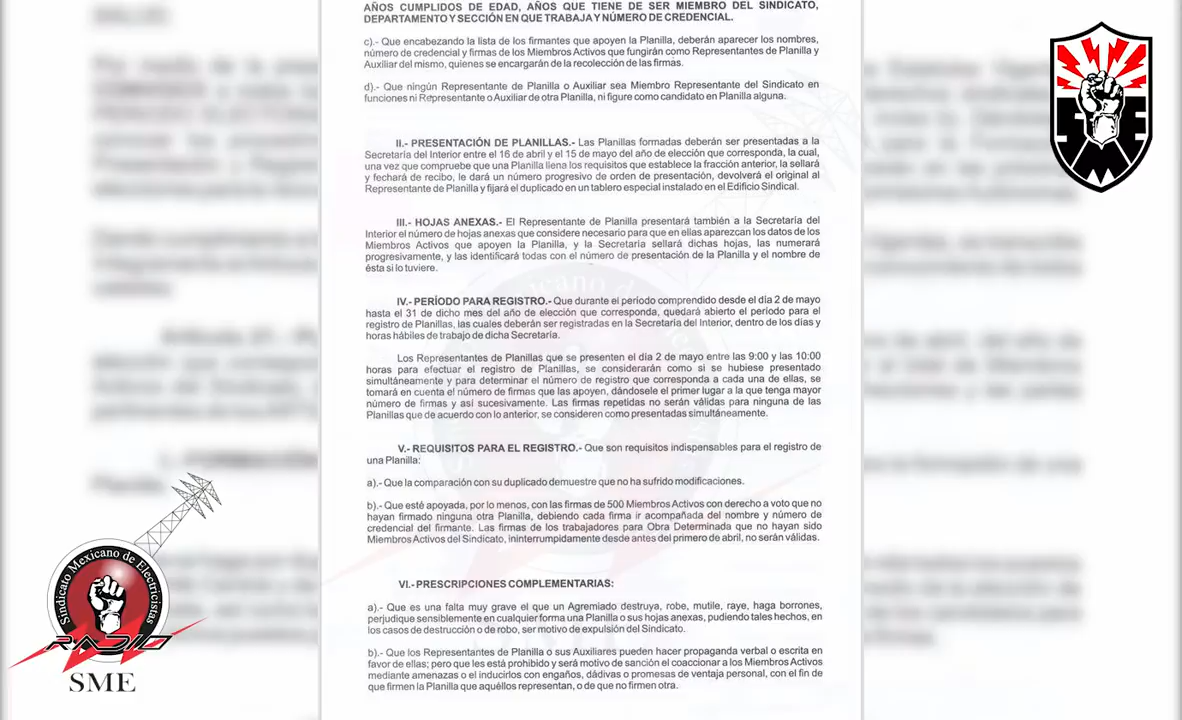 AÑOS CUMPLIDOS DE EDAD, AÑOS QUE TIENE DE SER MIEMBRO DEL SINDICATO,
DEPARTAMENTO Y SECCIÓN EN QUE TRABAJA Y NÚMERO DE CREDENCIAL.
c).- Que encabezando la lista de los firmantes que apoyen la Planilla, deberán aparecer los nombres,
número de credencial y firmas de los Miembros Activos que fungirán como Representantes de Planilla y
Auxiliar del mismo, quienes se encargarán de la recolección de las firmas.
d).- Que ningún Representante de Planilla o Auxiliar sea Miembro Representante del Sindicato en
funciones ni Representante o Auxiliar de otra Planilla, ni figure como candidato en Planilla alguna.
II.- PRESENTACIÓN DE PLANILLAS.- Las Planillas formadas deberán ser presentadas a la
Secretaría del Interior entre el 16 de abril y el 15 de mayo del año de elección que corresponda, la cual,
una vez que compruebe que una Planilla llena los requisitos que establece la fracción anterior, la sellará
y fechará de recibo, le dará un número progresivo de orden de presentación, devolverá el original al
Representante de Planilla y fijará el duplicado en un tablero especial instalado en el Edificio Sindical.
III.- HOJAS ANEXAS.- El Representante de Planilla presentará también a la Secretaría del
Interior el número de hojas anexas que considere necesario para que en ellas aparezcan los datos de los
Miembros Activos que apoyen la Planilla, y la Secretaría sellará dichas hojas, las numerará
progresivamente, y las identificará todas con el número de presentación de la Planilla y el nombre de
ésta si lo tuviere.
IV.- PERÍODO PARA REGISTRO.- Que durante el período comprendido desde el día 2 de mayo
hasta el 31 de dicho mes del año de elección que corresponda, quedará abierto el período para el
registro de Planillas, las cuales deberán ser registradas en la Secretaría del Interior, dentro de los días y
horas hábiles de trabajo de dicha Secretaría.
Los Representantes de Planillas que se presenten el día 2 de mayo entre las 9:00 y las 10:00
horas para efectuar el registro de Planillas, se considerarán como si se hubiese presentado
simultáneamente y para determinar el número de registro que corresponda a cada una de ellas, se
tomará en cuenta el número de firmas que las apoyen, dándosele el primer lugar a la que tenga mayor
número de firmas y así sucesivamente. Las firmas repetidas no serán válidas para ninguna de las
Planillas que de acuerdo con lo anterior, se consideren como presentadas simultáneamente.
V.- REQUISITOS PARA EL REGISTRO.- Que son requisitos indispensables para el registro de
una Planilla:
a).- Que la comparación con su duplicado demuestre que no ha sufrido modificaciones.
b).- Que esté apoyada, por lo menos, con las firmas de 500 Miembros Activos con derecho a voto que no
hayan firmado ninguna otra Planilla, debiendo cada firma ir acompañada del nombre y número de
credencial del firmante. Las firmas de los trabajadores para Obra Determinada que no hayan sido
Miembros Activos del Sindicato, ininterrumpidamente desde antes del primero de abril, no serán válidas.
VI.- PRESCRIPCIONES COMPLEMENTARIAS:
a).- Que es una falta muy grave el que un Agremiado destruya, robe, mutile, raye, haga borrones,
perjudique sensiblemente en cualquier forma una Planilla o sus hojas anexas, pudiendo tales hechos, en
los casos de destrucción o de robo, ser motivo de expulsión del Sindicato.
b).- Que los Representantes de Planilla o sus Auxiliares pueden hacer propaganda verbal o escrita en
favor de ellas; pero que les está prohibido y será motivo de sanción el coaccionar a los Miembros Activos
mediante amenazas o el inducirlos con engaños, dádivas o promesas de ventaja personal, con el fin de
que firmen la Planilla que aquéllos representan, o de que no firmen otra.
Sindicato Mexicano de Electricistas
RADIO
SME